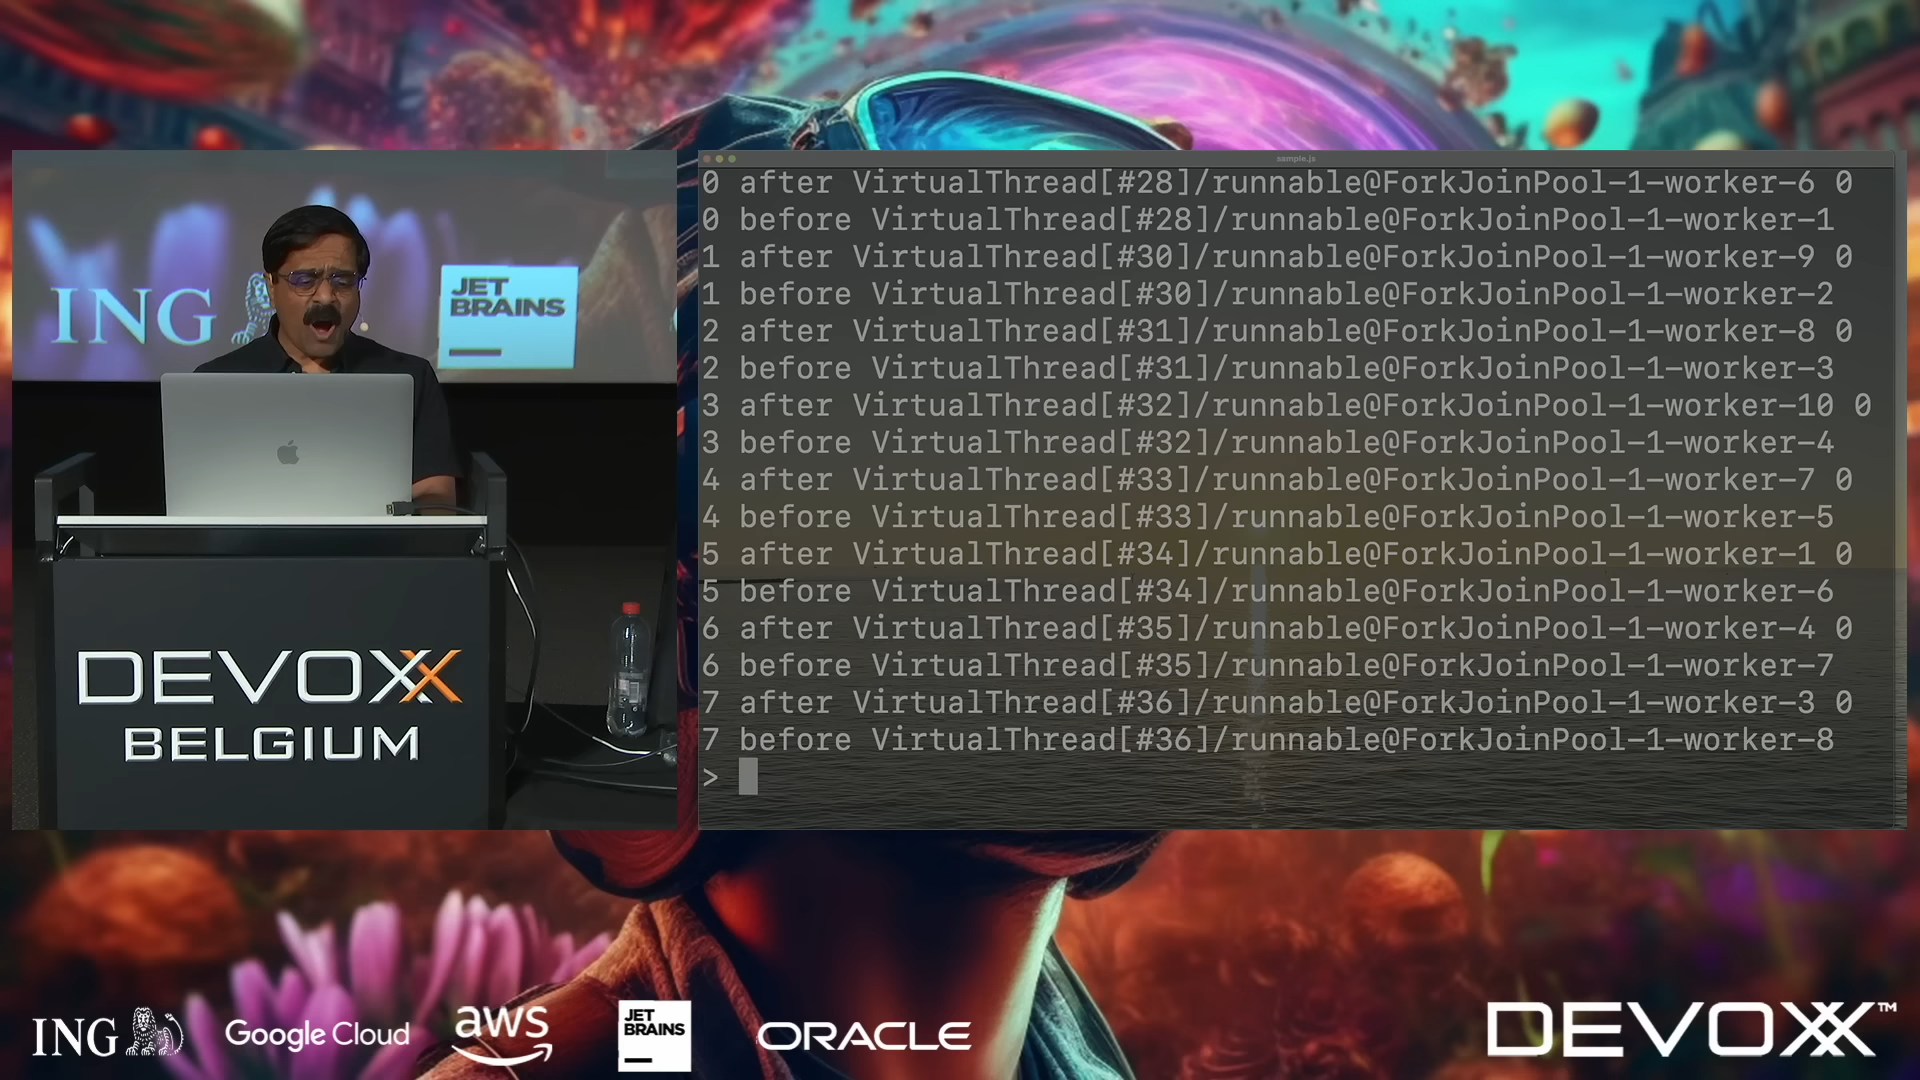 ING
JET
BRAINS
DEVOXX
BELGIUM
sample.js
0 after VirtualThread[#28]/runnable@ForkJoinPool-1-worker-6 0
0 before VirtualThread[#28]/runnable@ForkJoinPool-1-worker-1
1 after VirtualThread[#30]/runnable@ForkJoinPool-1-worker-9 0
1 before VirtualThread[#30]/runnable@ForkJoinPool-1-worker-2
2 after VirtualThread[#31]/runnable@ForkJoinPool-1-worker-8 0
2 before VirtualThread[#31]/runnable@ForkJoinPool-1-worker-3
3 after VirtualThread[#32]/runnable@ForkJoinPool-1-worker-10 0
3 before VirtualThread[#32]/runnable@ForkJoinPool-1-worker-4
4 after VirtualThread[#33]/runnable@ForkJoinPool-1-worker-7 0
4 before VirtualThread[#33]/runnable@ForkJoinPool-1-worker-5
5 after VirtualThread[#34]/runnable@ForkJoinPool-1-worker-1 0
5 before VirtualThread[#34]/runnable@ForkJoinPool-1-worker-6
6 after VirtualThread[#35]/runnable@ForkJoinPool-1-worker-4 0
6 before VirtualThread[#35]/runnable@ForkJoinPool-1-worker-7
7 after VirtualThread[#36]/runnable@ForkJoinPool-1-worker-3 0
7 before VirtualThread[#36]/runnable@ForkJoinPool-1-worker-8
>
ING
Google Cloud
aws
JET
BRAINS
ORACLE
DEVOXX™